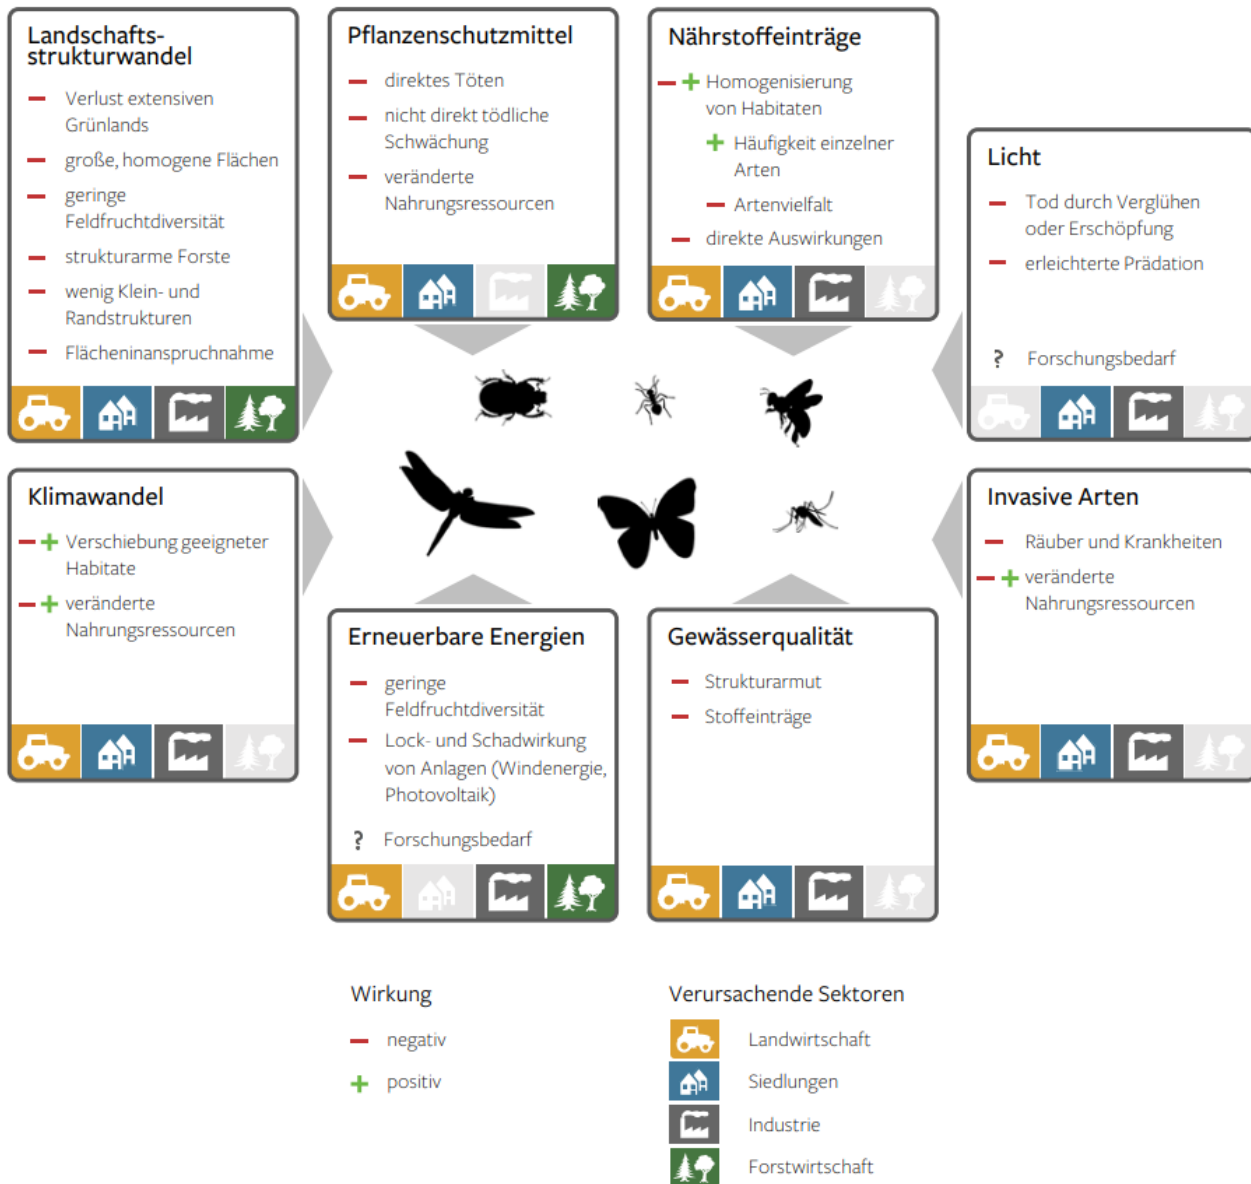 Landschafts-
strukturwandel
− Verlust extensiven
Grünlands
− große, homogene Flächen
− geringe
Feldfruchtdiversität
− strukturarme Forste
− wenig Klein- und
Randstrukturen
− Flächeninanspruchnahme
Pflanzenschutzmittel
− direktes Töten
− nicht direkt tödliche
Schwächung
− veränderte
Nahrungsressourcen
Nährstoffeinträge
− + Homogenisierung
von Habitaten
+ Häufigkeit einzelner
Arten
− Artenvielfalt
− direkte Auswirkungen
Licht
− Tod durch Verglühen
oder Erschöpfung
− erleichterte Prädation
? Forschungsbedarf
Klimawandel
− + Verschiebung geeigneter
Habitate
− + veränderte
Nahrungsressourcen
Erneuerbare Energien
− geringe
Feldfruchtdiversität
− Lock- und Schadwirkung
von Anlagen (Windenergie,
Photovoltaik)
? Forschungsbedarf
Gewässerqualität
− Strukturarmut
− Stoffeinträge
Invasive Arten
− Räuber und Krankheiten
− + veränderte
Nahrungsressourcen
Wirkung
− negativ
+ positiv
Verursachende Sektoren
Landwirtschaft
Siedlungen
Industrie
Forstwirtschaft